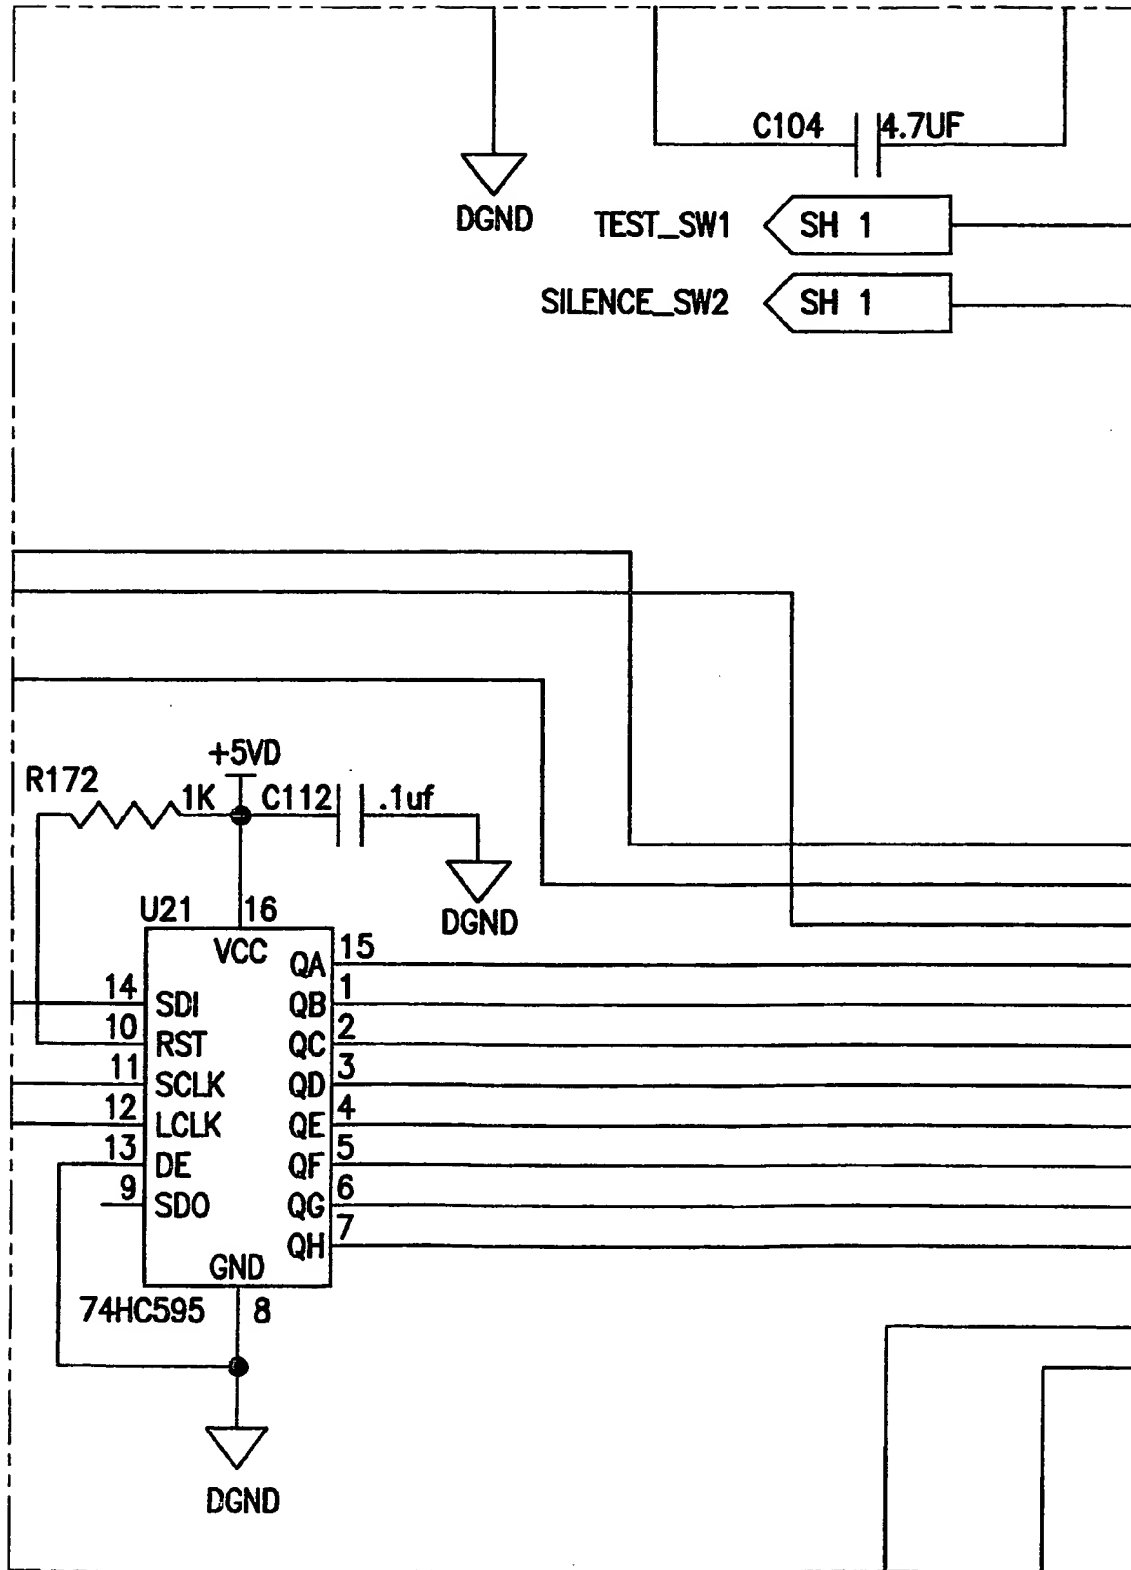 C104 4.7UF
DGND
TEST_SW1 SH 1
SILENCE_SW2 SH 1
+5VD
R172 1K C112 .1uf
DGND
U21 16
VCC
QA 15
14 SDI QB 1
10 RST QC 2
11 SCLK QD 3
12 LCLK QE 4
13 DE QF 5
9 SDO QG 6
QH 7
GND
74HC595 8
DGND